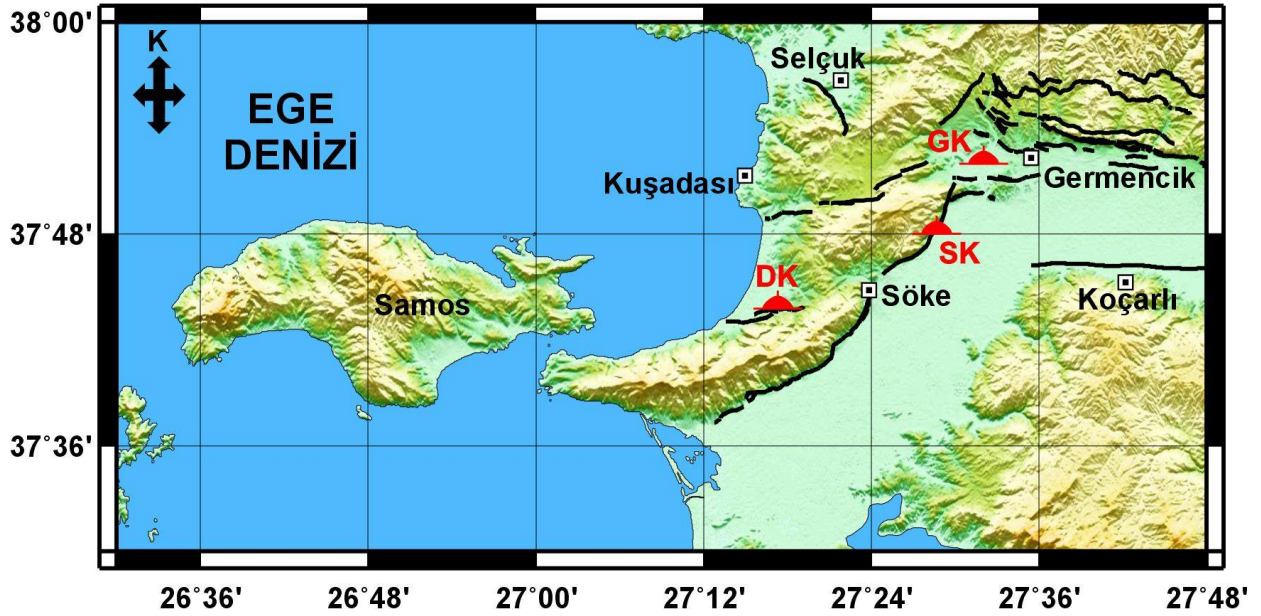 38°00'
K
Selçuk
EGE
DENİZİ
GK
Kuşadası
Germencik
37°48'
SK
DK
Samos
Söke
Koçarlı
37°36'
26°36'
26°48'
27°00'
27°12'
27°24'
27°36'
27°48'